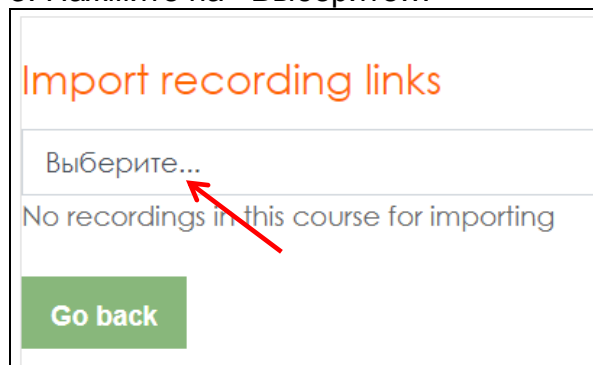 Import recording links
Выберите...
No recordings in this course for importing
Go back